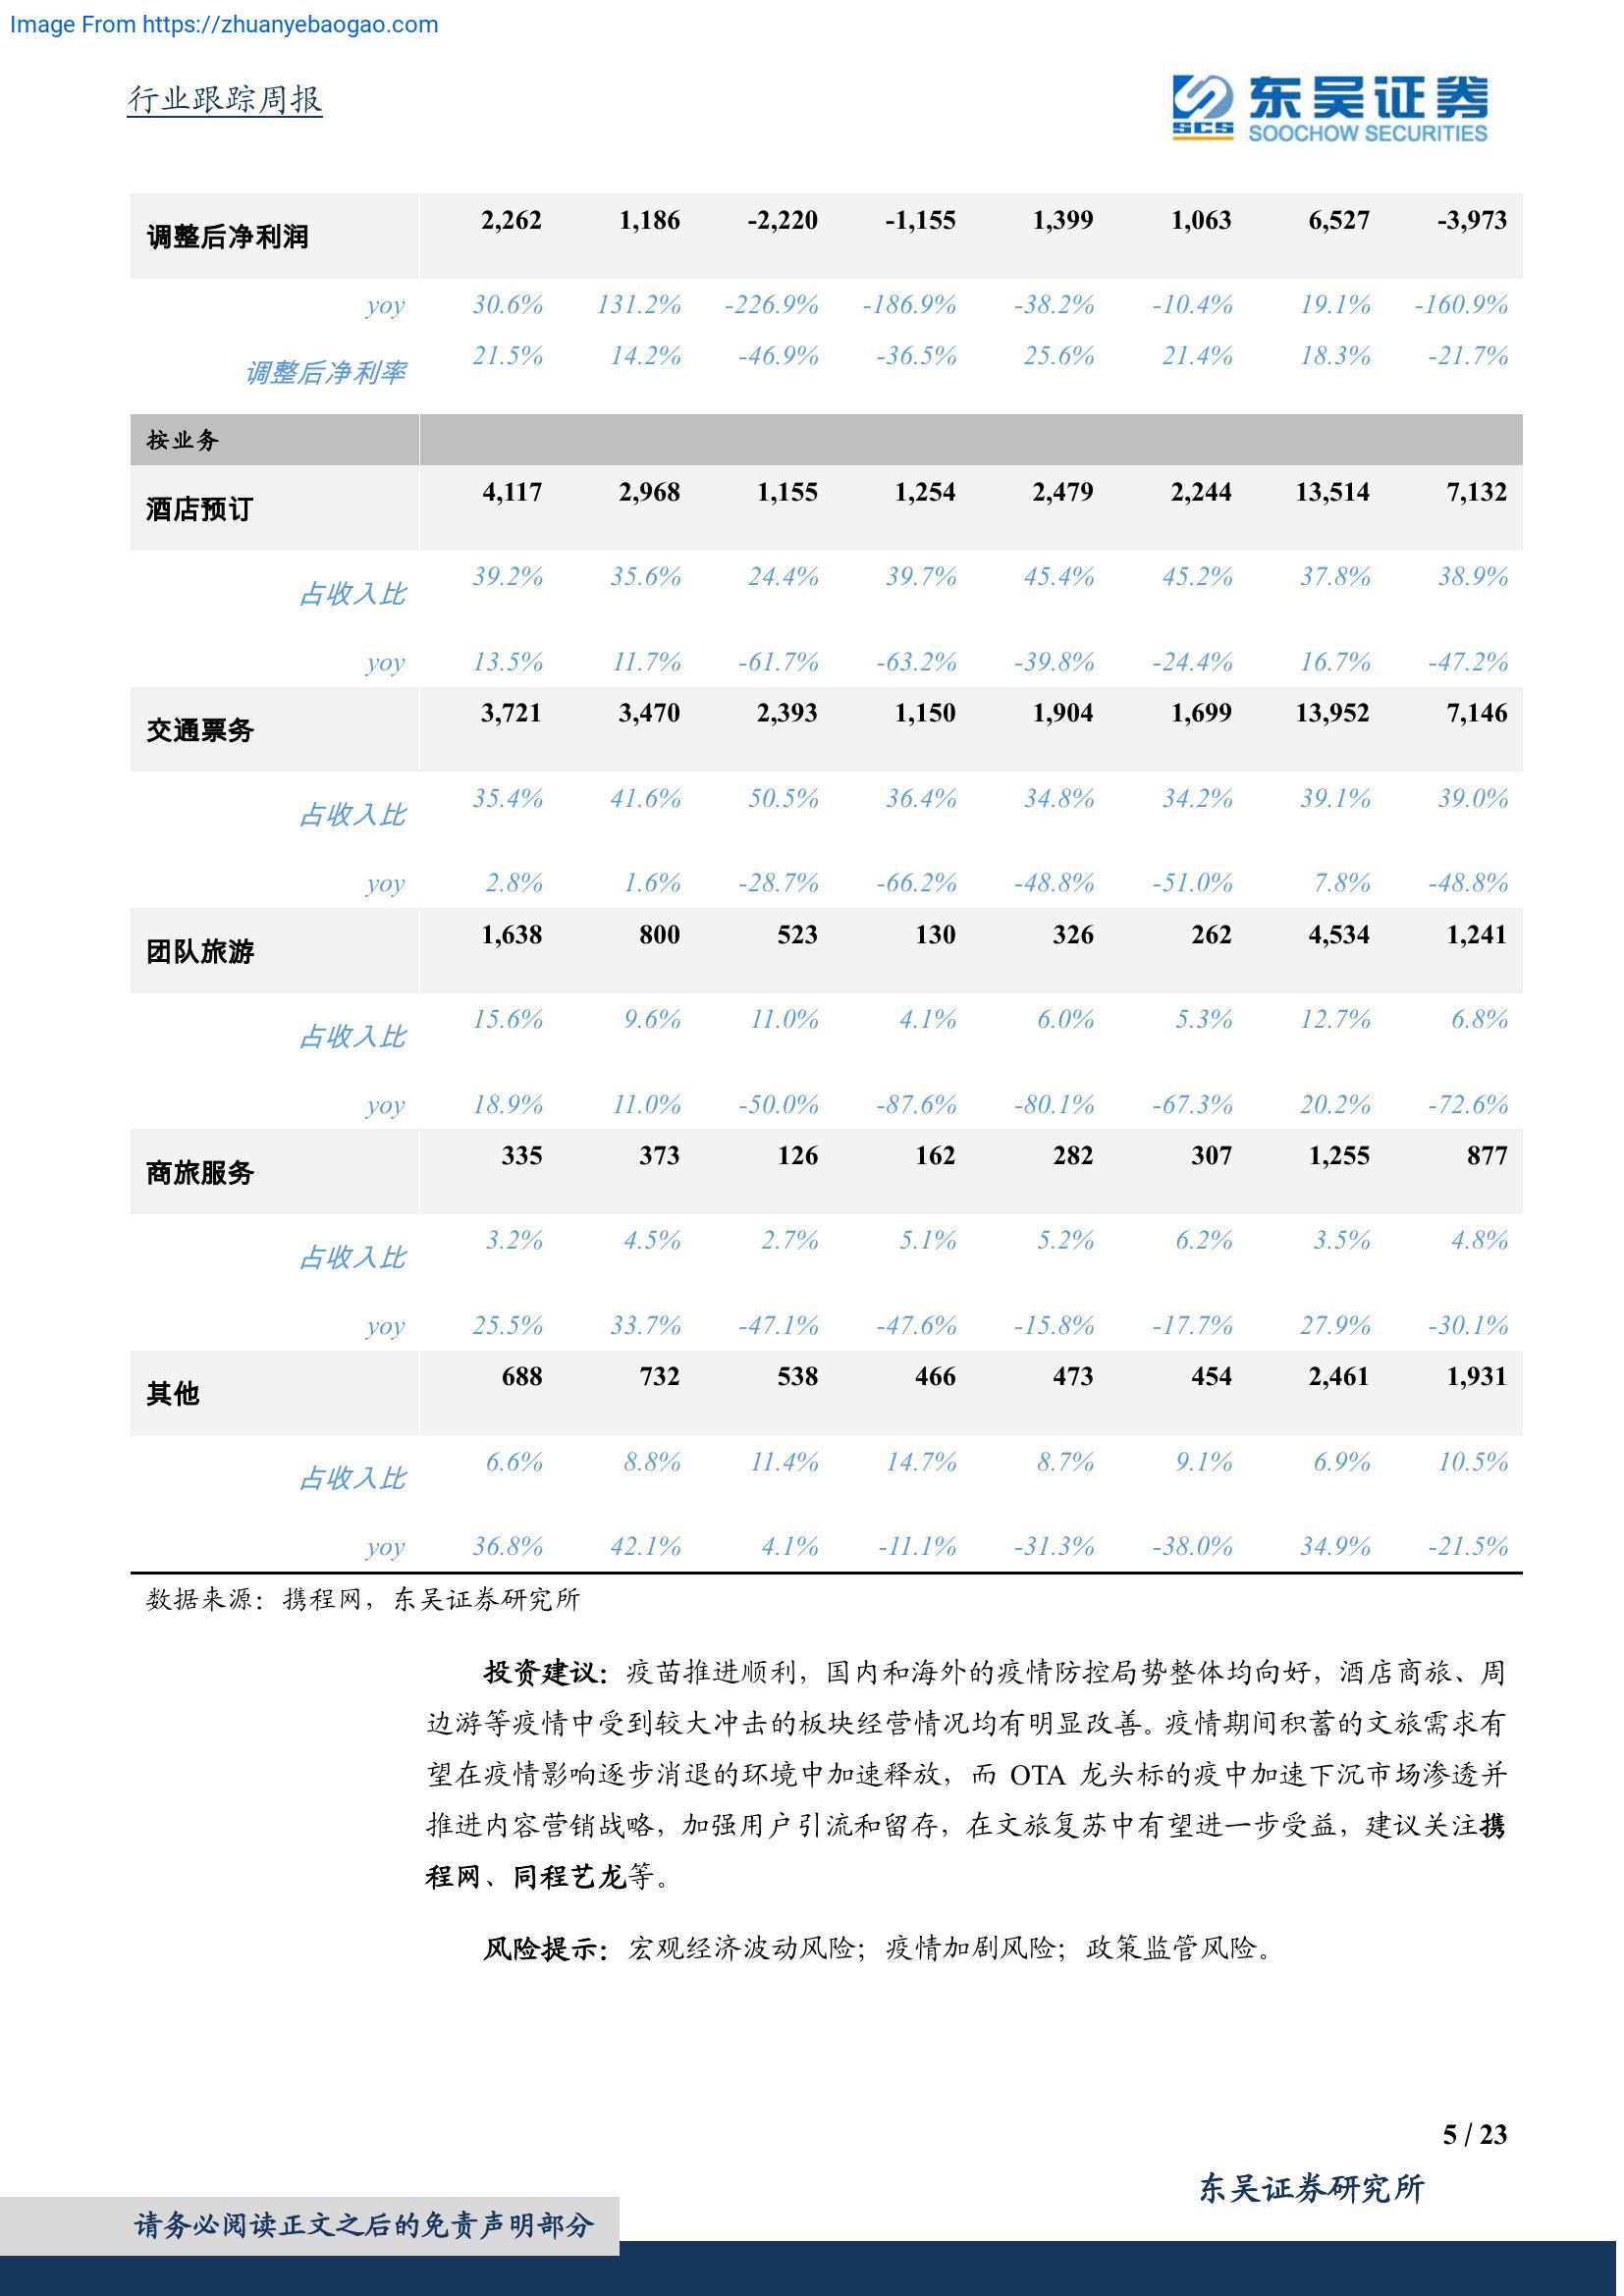 Image From https://zhuanyebaogao.com
行业跟踪周报
东吴证券
SCS
SOOCHOW SECURITIES
调整后净利润 2,262 1,186 -2,220 -1,155 1,399 1,063 6,527 -3,973
yoy 30.6% 131.2% -226.9% -186.9% -38.2% -10.4% 19.1% -160.9%
调整后净利率 21.5% 14.2% -46.9% -36.5% 25.6% 21.4% 18.3% -21.7%
按业务
酒店预订 4,117 2,968 1,155 1,254 2,479 2,244 13,514 7,132
占收入比 39.2% 35.6% 24.4% 39.7% 45.4% 45.2% 37.8% 38.9%
yoy 13.5% 11.7% -61.7% -63.2% -39.8% -24.4% 16.7% -47.2%
交通票务 3,721 3,470 2,393 1,150 1,904 1,699 13,952 7,146
占收入比 35.4% 41.6% 50.5% 36.4% 34.8% 34.2% 39.1% 39.0%
yoy 2.8% 1.6% -28.7% -66.2% -48.8% -51.0% 7.8% -48.8%
团队旅游 1,638 800 523 130 326 262 4,534 1,241
占收入比 15.6% 9.6% 11.0% 4.1% 6.0% 5.3% 12.7% 6.8%
yoy 18.9% 11.0% -50.0% -87.6% -80.1% -67.3% 20.2% -72.6%
商旅服务 335 373 126 162 282 307 1,255 877
占收入比 3.2% 4.5% 2.7% 5.1% 5.2% 6.2% 3.5% 4.8%
yoy 25.5% 33.7% -47.1% -47.6% -15.8% -17.7% 27.9% -30.1%
其他 688 732 538 466 473 454 2,461 1,931
占收入比 6.6% 8.8% 11.4% 14.7% 8.7% 9.1% 6.9% 10.5%
yoy 36.8% 42.1% 4.1% -11.1% -31.3% -38.0% 34.9% -21.5%
数据来源：携程网，东吴证券研究所
投资建议：疫苗推进顺利，国内和海外的疫情防控局势整体均向好，酒店商旅、周
边游等疫情中受到较大冲击的板块经营情况均有明显改善。疫情期间积蓄的文旅需求有
望在疫情影响逐步消退的环境中加速释放，而 OTA 龙头标的疫中加速下沉市场渗透并
推进内容营销战略，加强用户引流和留存，在文旅复苏中有望进一步受益，建议关注携
程网、同程艺龙等。
风险提示：宏观经济波动风险；疫情加剧风险；政策监管风险。
5 / 23
东吴证券研究所
请务必阅读正文之后的免责声明部分